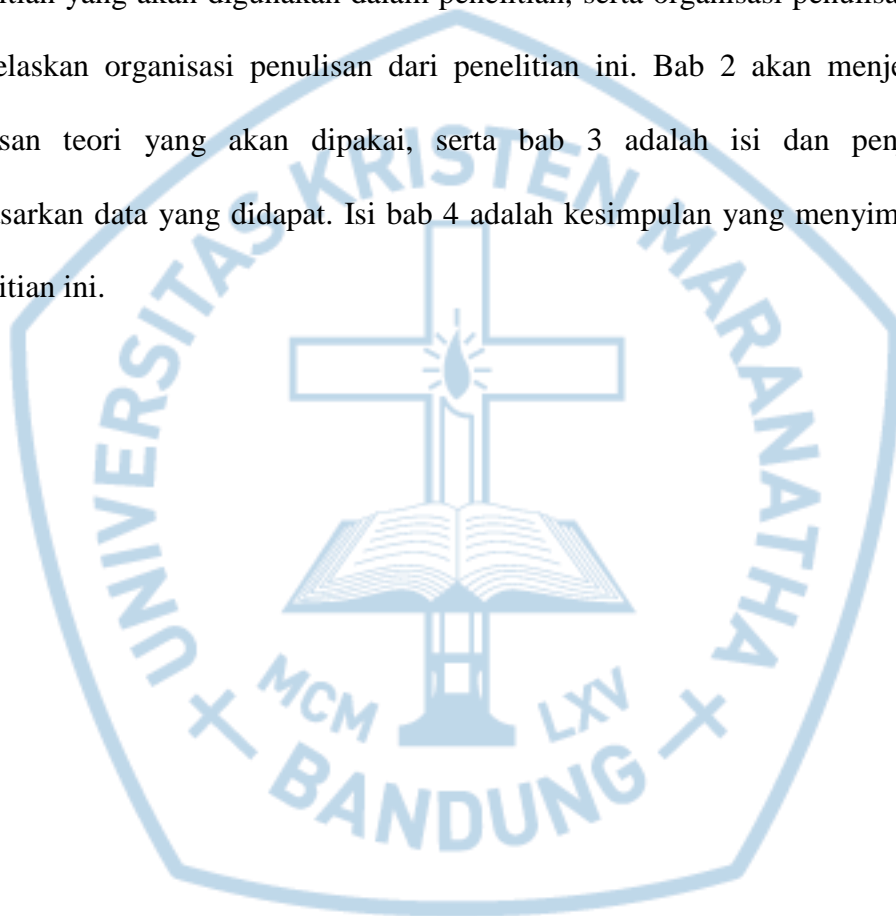 itian yang akan digunakan dalam penelitian, serta organisasi penulisa
elaskan organisasi penulisan dari penelitian ini. Bab 2 akan menje
san teori yang akan dipakai, serta bab 3 adalah isi dan pen
sarkan data yang didapat. Isi bab 4 adalah kesimpulan yang menyim
itian ini.
UNIVERSITAS KRISTEN MARANATHA
MCM LXV
BANDUNG